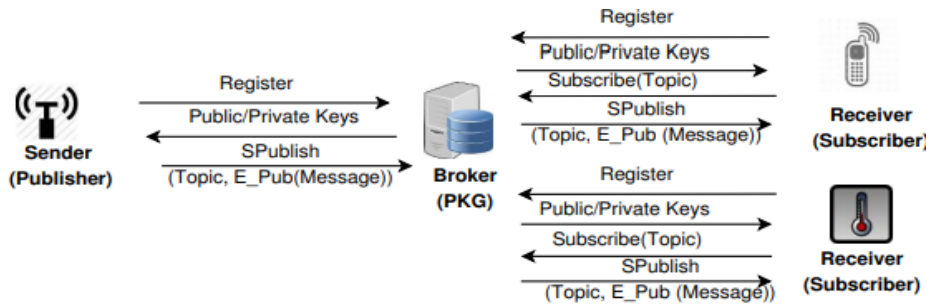 Register
Public/Private Keys
SPublish
(Topic, E_Pub(Message))
Sender
(Publisher)
Broker
(PKG)
Register
Public/Private Keys
Subscribe(Topic)
SPublish
(Topic, E_Pub (Message))
Receiver
(Subscriber)
Register
Public/Private Keys
Subscribe(Topic)
SPublish
(Topic, E_Pub (Message))
Receiver
(Subscriber)